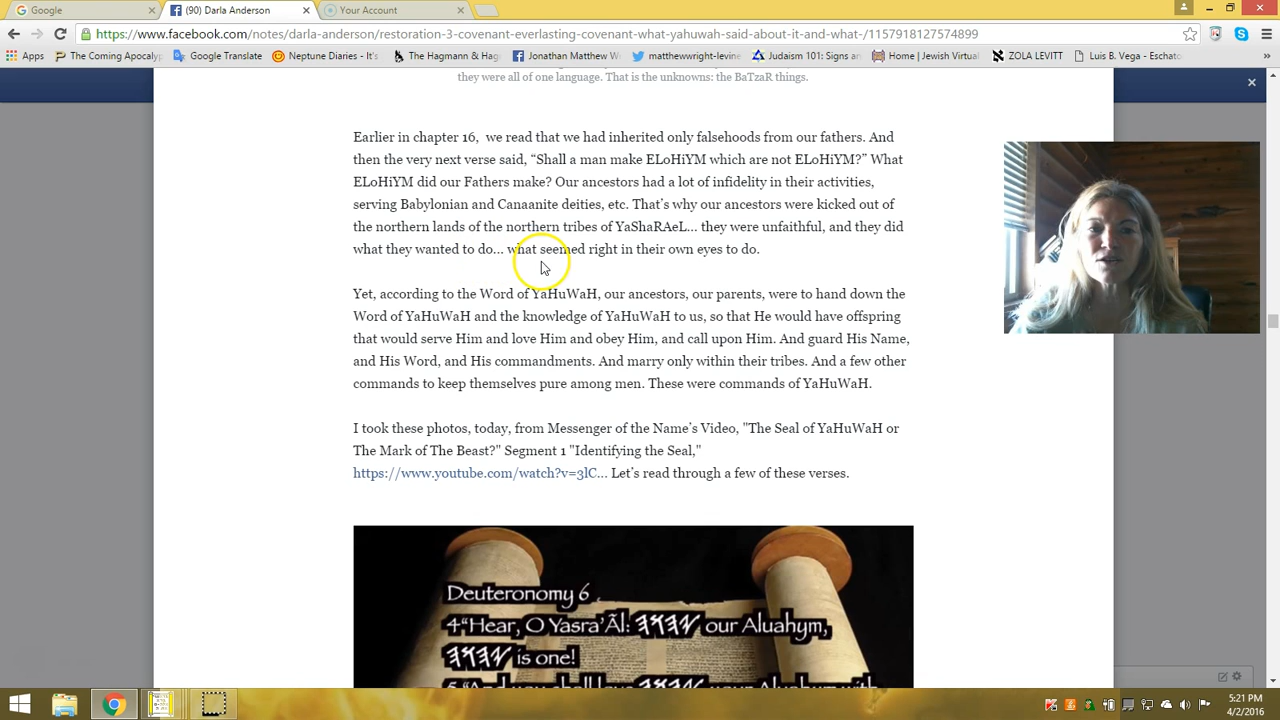 Google
(90) Darla Anderson
Your Account
https://www.facebook.com/notes/darla-anderson/restoration-3-covenant-everlasting-covenant-what-yahuwah-said-about-it-and-what-/1157918127574899
Apps
The Coming Apocalyp
Google Translate
Neptune Diaries - It's
The Hagmann & Hag
Jonathan Matthew W
matthewwright-levine
Judaism 101: Signs an
Home | Jewish Virtual
ZOLA LEVITT
Luis B. Vega - Eschato
»
they were all of one language. That is the unknowns: the BaTzaR things.
Earlier in chapter 16, we read that we had inherited only falsehoods from our fathers. And
then the very next verse said, “Shall a man make ELoHiYM which are not ELoHiYM?” What
ELoHiYM did our Fathers make? Our ancestors had a lot of infidelity in their activities,
serving Babylonian and Canaanite deities, etc. That’s why our ancestors were kicked out of
the northern lands of the northern tribes of YaShaRAeL... they were unfaithful, and they did
what they wanted to do... what seemed right in their own eyes to do.
Yet, according to the Word of YaHuWaH, our ancestors, our parents, were to hand down the
Word of YaHuWaH and the knowledge of YaHuWaH to us, so that He would have offspring
that would serve Him and love Him and obey Him, and call upon Him. And guard His Name,
and His Word, and His commandments. And marry only within their tribes. And a few other
commands to keep themselves pure among men. These were commands of YaHuWaH.
I took these photos, today, from Messenger of the Name’s Video, "The Seal of YaHuWaH or
The Mark of The Beast?" Segment 1 "Identifying the Seal,"
https://www.youtube.com/watch?v=3lC... Let’s read through a few of these verses.
Deuteronomy 6
4“Hear, O Yasra’Ãl: 𐤉𐤄𐤅𐤄 our Aluahym,
𐤉𐤄𐤅𐤄 is one!
5:21 PM
4/2/2016